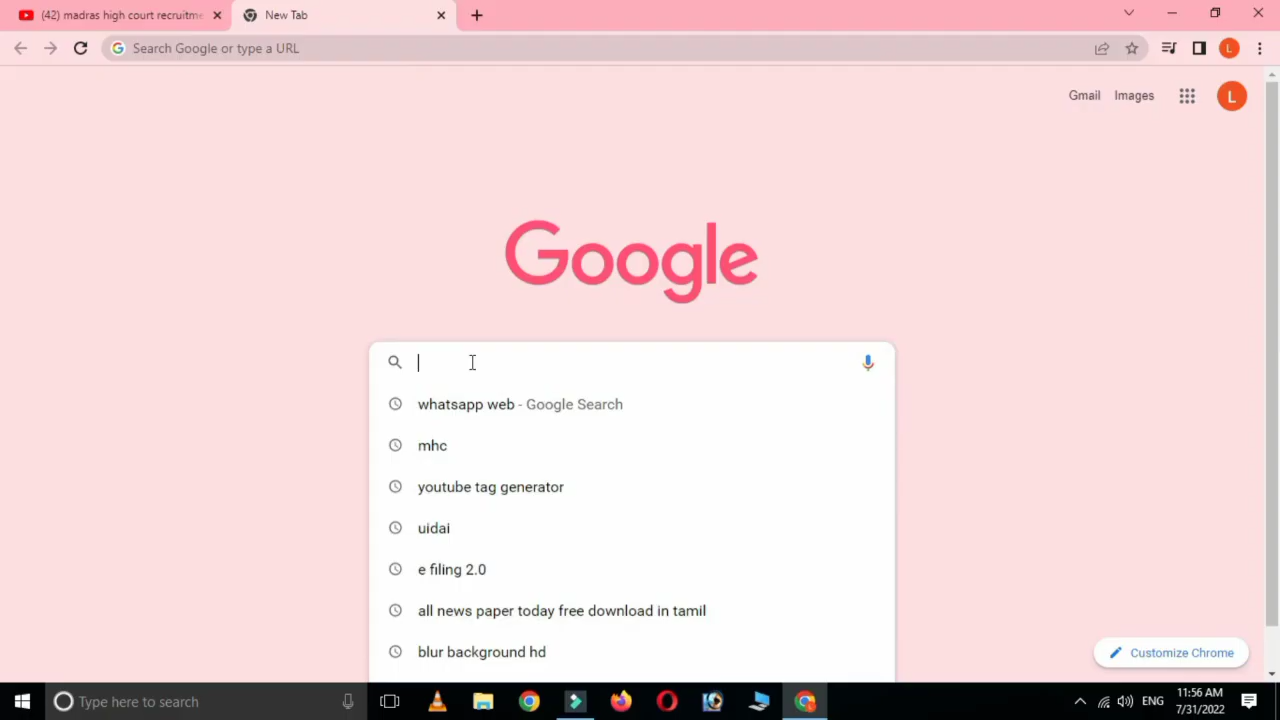 (42) madras high court recruitme
New Tab
Search Google or type a URL
L
Gmail
Images
L
Google
whatsapp web - Google Search
mhc
youtube tag generator
uidai
e filing 2.0
all news paper today free download in tamil
blur background hd
Customize Chrome
Type here to search
ENG
11:56 AM
7/31/2022